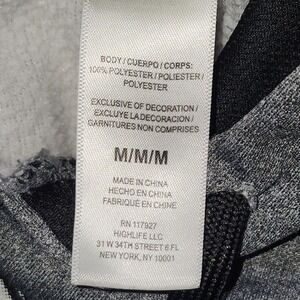 BODY / CUERPO / CORPS:
100% POLYESTER / POLIESTER /
POLYESTER
EXCLUSIVE OF DECORATION /
EXCLUYE LA DECORACION /
GARNITURES NON COMPRISES
M/M/M
MADE IN CHINA
HECHO EN CHINA
FABRIQUÉ EN CHINE
RN 117927
HIGHLIFE LLC
31 W 34TH STREET 6 FL
NEW YORK, NY 10001